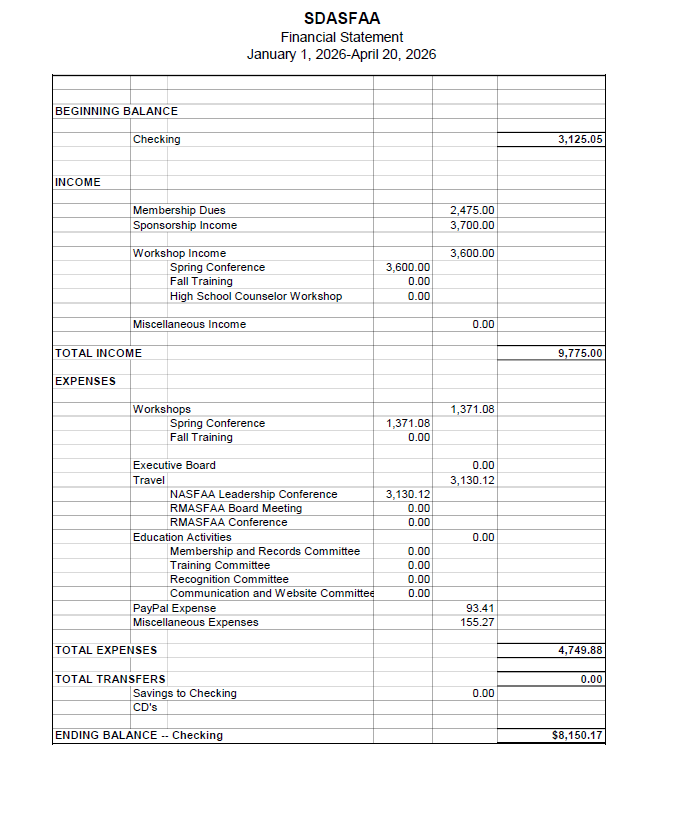 SDASFAA
Financial Statement
January 1, 2026-April 20, 2026
BEGINNING BALANCE
Checking 3,125.05
INCOME
Membership Dues 2,475.00
Sponsorship Income 3,700.00
Workshop Income 3,600.00
Spring Conference 3,600.00
Fall Training 0.00
High School Counselor Workshop 0.00
Miscellaneous Income 0.00
TOTAL INCOME 9,775.00
EXPENSES
Workshops 1,371.08
Spring Conference 1,371.08
Fall Training 0.00
Executive Board 0.00
Travel 3,130.12
NASFAA Leadership Conference 3,130.12
RMASFAA Board Meeting 0.00
RMASFAA Conference 0.00
Education Activities 0.00
Membership and Records Committee 0.00
Training Committee 0.00
Recognition Committee 0.00
Communication and Website Committee 0.00
PayPal Expense 93.41
Miscellaneous Expenses 155.27
TOTAL EXPENSES 4,749.88
TOTAL TRANSFERS 0.00
Savings to Checking 0.00
CD's
ENDING BALANCE -- Checking $8,150.17